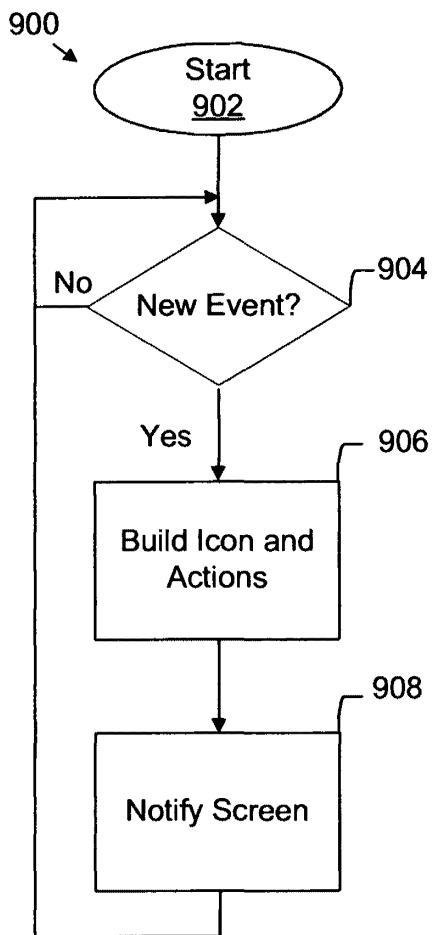 900
Start
902
904
No
New Event?
Yes
906
Build Icon and
Actions
908
Notify Screen